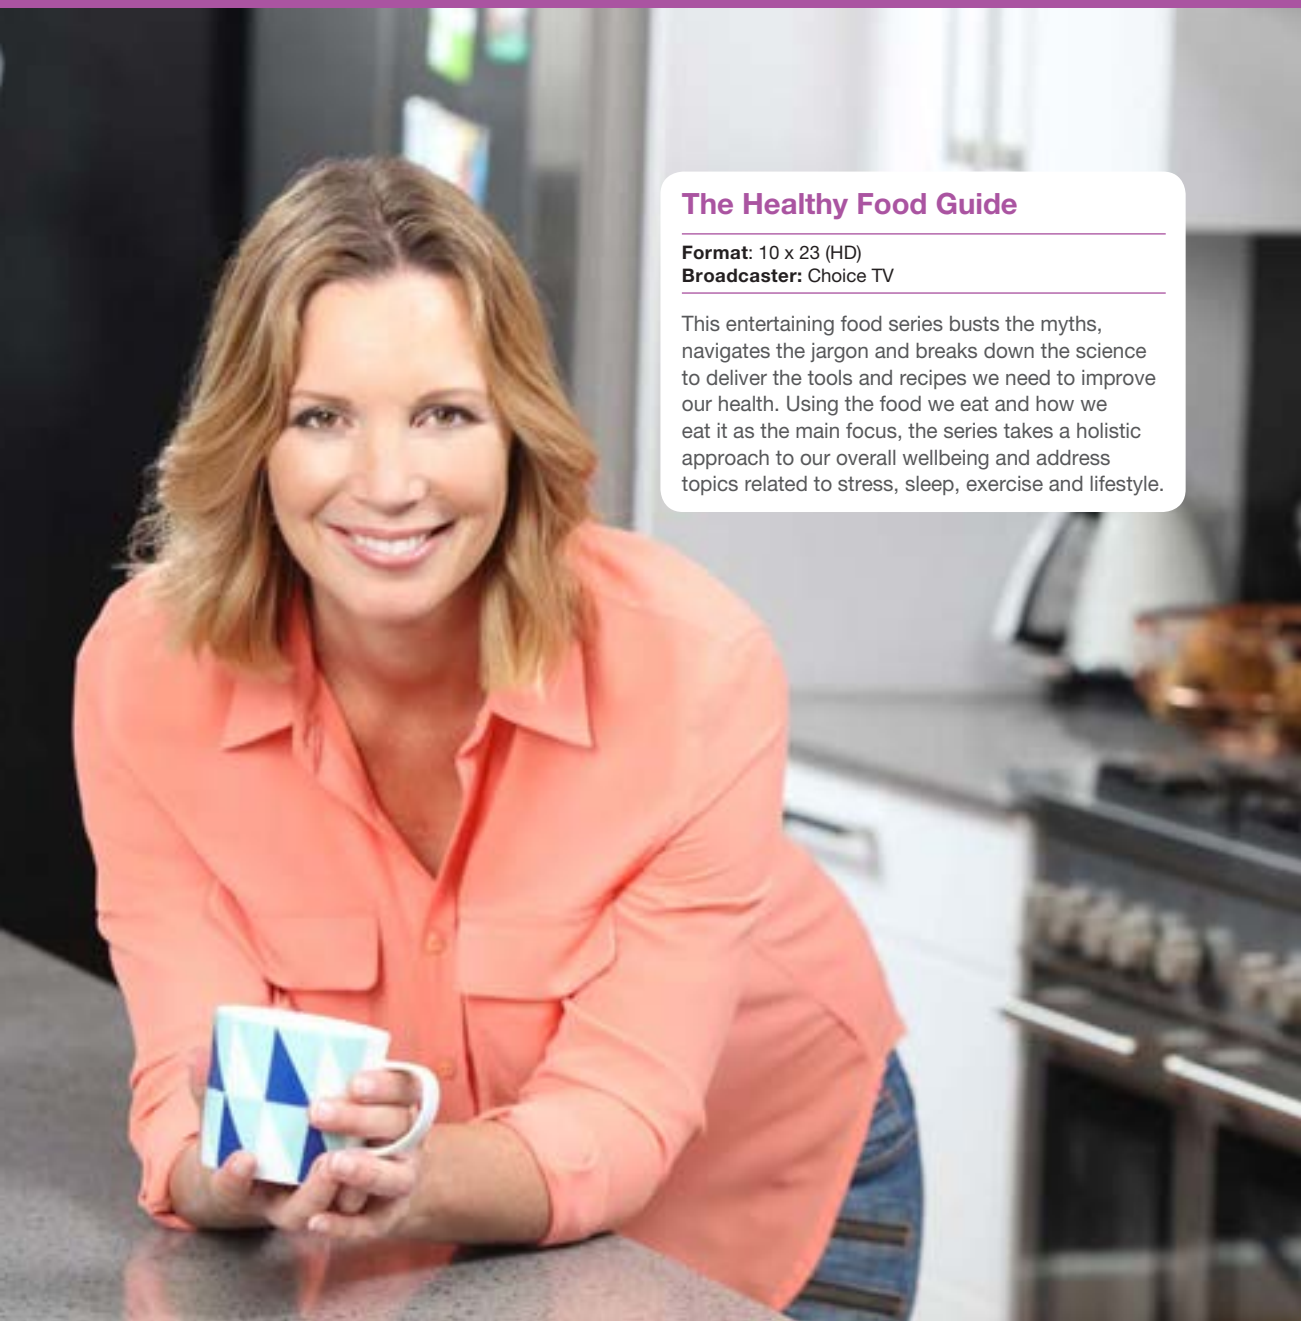 The Healthy Food Guide
Format: 10 x 23 (HD)
Broadcaster: Choice TV
This entertaining food series busts the myths,
navigates the jargon and breaks down the science
to deliver the tools and recipes we need to improve
our health. Using the food we eat and how we
eat it as the main focus, the series takes a holistic
approach to our overall wellbeing and address
topics related to stress, sleep, exercise and lifestyle.